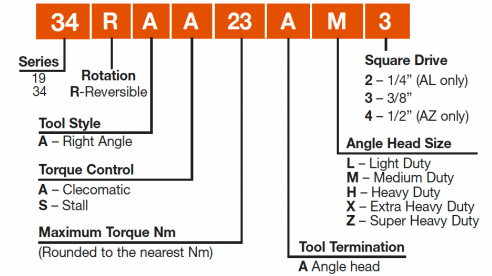 34 R A A 23 A M 3
Series
19
34
Rotation
R-Reversible
Tool Style
A – Right Angle
Torque Control
A – Clecomatic
S – Stall
Maximum Torque Nm
(Rounded to the nearest Nm)
Square Drive
2 – 1/4” (AL only)
3 – 3/8”
4 – 1/2” (AZ only)
Angle Head Size
L – Light Duty
M – Medium Duty
H – Heavy Duty
X – Extra Heavy Duty
Z – Super Heavy Duty
Tool Termination
A Angle head